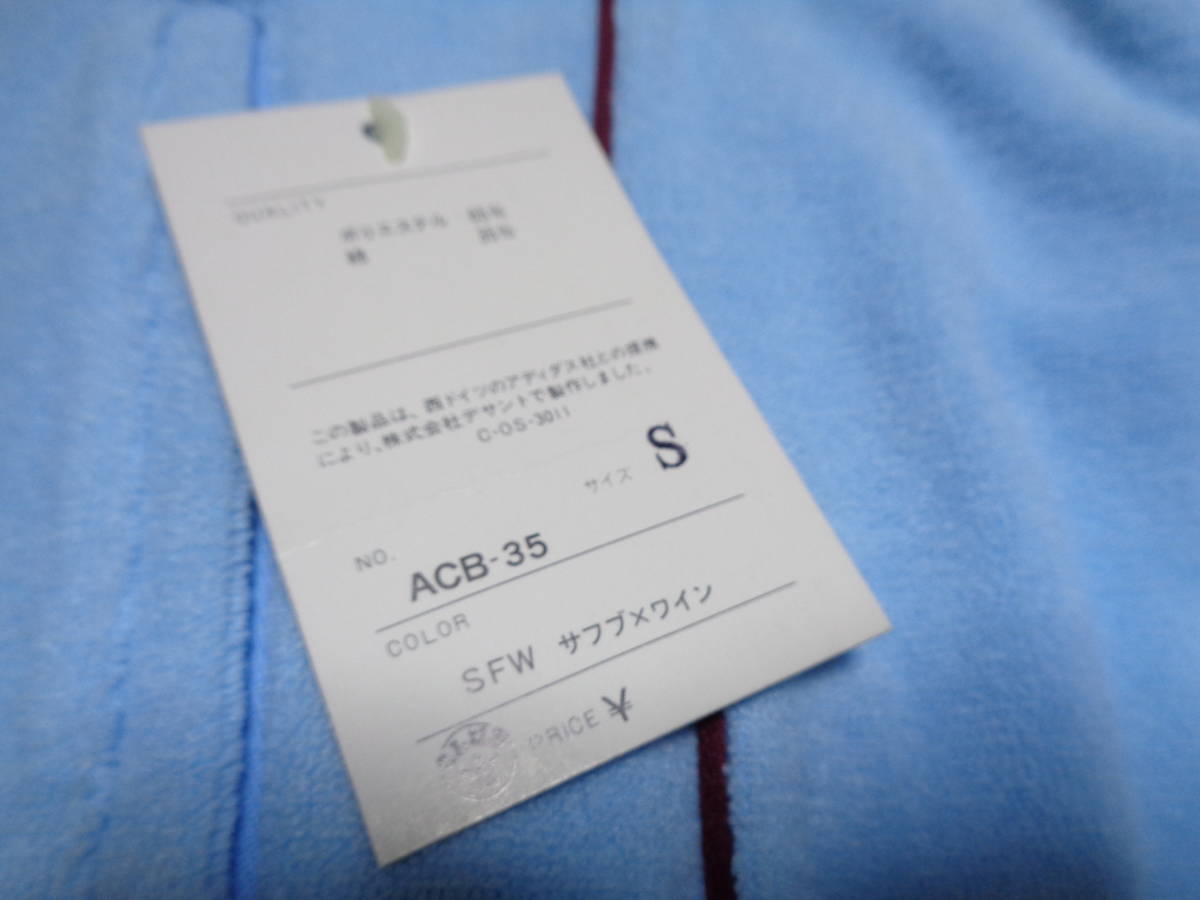 QUALITY
ポリエステル
綿
この製品は、西ドイツのアディダス社との提携
により、株式会社デサントで製作しました。
C-OS-3011
サイズ S
NO. ACB-35
COLOR
SFW サフブ×ワイン
PRICE ¥